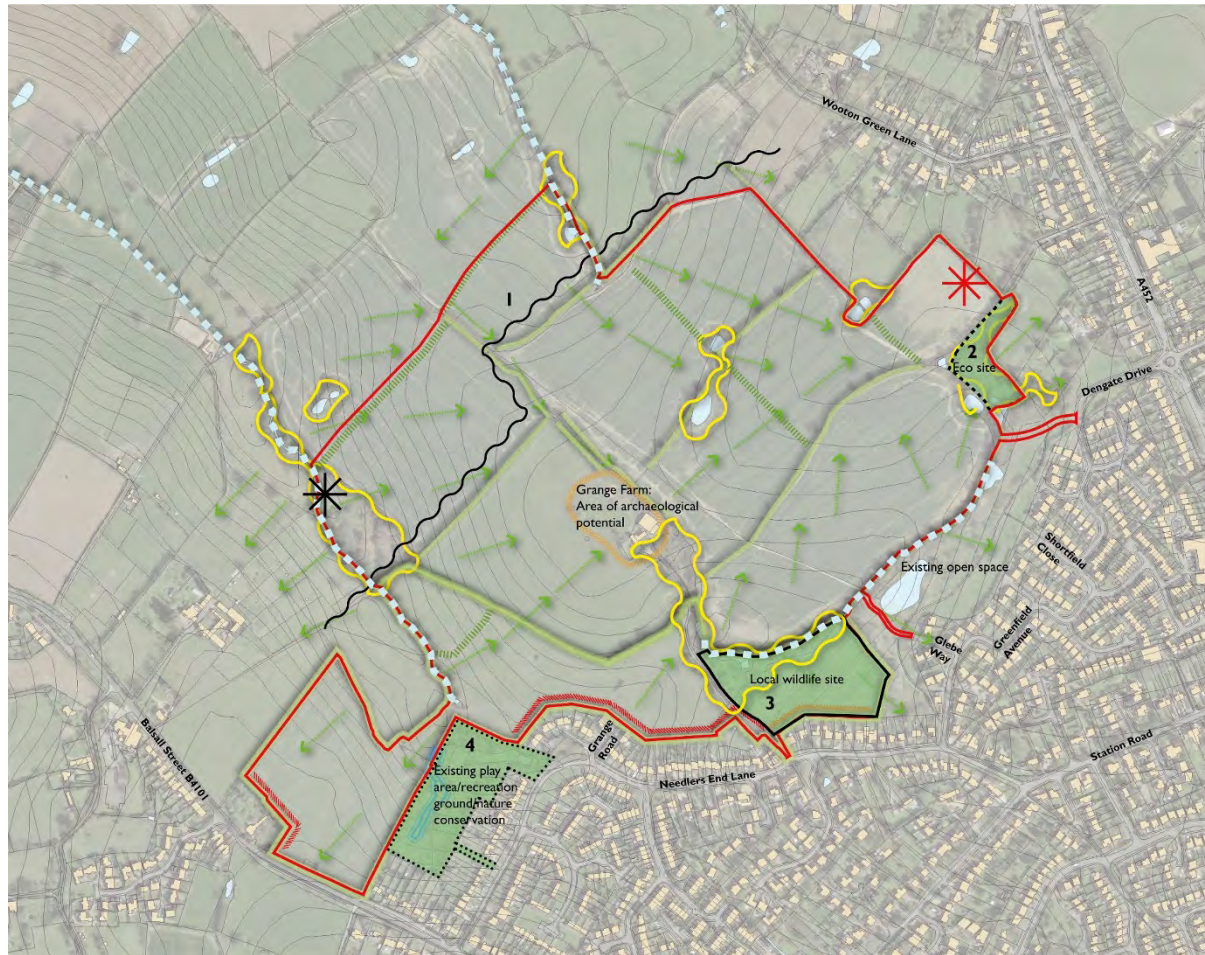 Wooton Green Lane
A452
1
2
Eco site
Dengate Drive
Grange Farm:
Area of archaeological
potential
Shortfield
Close
Existing open space
Greenfield
Avenue
Glebe
Way
Local wildlife site
3
Station Road
Grange
Road
Needlers End Lane
Balsall Street B4101
4
Existing play
area/recreation
ground/nature
conservation